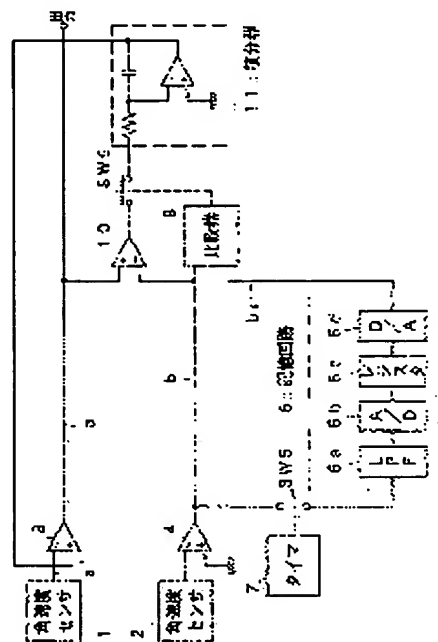 出力
11:積分器
10
8
比較器
a
3
a
角速度
センサ
1
b
4
角速度
センサ
2
6:記憶回路
SW5
7
タイマ
6a
LPF
6b
A/D
6c
レジスタ
6d
D/A